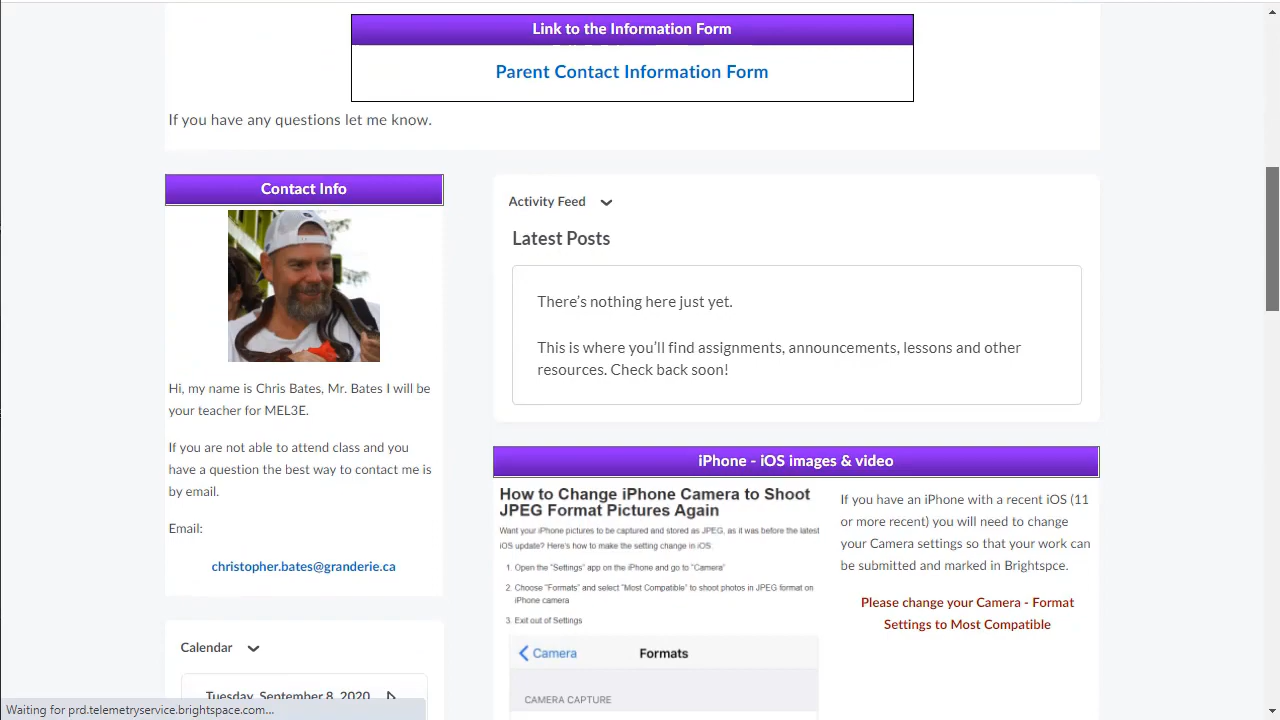 Link to the Information Form
Parent Contact Information Form
If you have any questions let me know.
Contact Info
Hi, my name is Chris Bates, Mr. Bates I will be
your teacher for MEL3E.
If you are not able to attend class and you
have a question the best way to contact me is
by email.
Email:
christopher.bates@granderie.ca
Calendar
Tuesday, September 8, 2020
Activity Feed
Latest Posts
There's nothing here just yet.
This is where you'll find assignments, announcements, lessons and other
resources. Check back soon!
iPhone - iOS images & video
How to Change iPhone Camera to Shoot
JPEG Format Pictures Again
Want your iPhone pictures to be captured and stored as JPEG, as it was before the latest
iOS update? Here's how to make the setting change in iOS.
1. Open the "Settings" app on the iPhone and go to "Camera"
2. Choose "Formats" and select "Most Compatible" to shoot photos in JPEG format on
iPhone camera
3. Exit out of Settings
Camera
Formats
CAMERA CAPTURE
If you have an iPhone with a recent iOS (11
or more recent) you will need to change
your Camera settings so that your work can
be submitted and marked in Brightspce.
Please change your Camera - Format
Settings to Most Compatible
Waiting for prd.telemetryservice.brightspace.com...